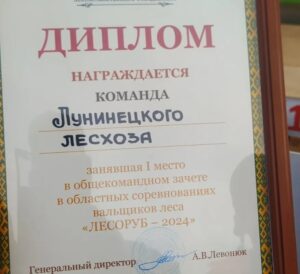 ДИПЛОМ
НАГРАЖДАЕТСЯ
КОМАНДА
ЛУНИНЕЦКОГО
ЛЕСХОЗА
занявшая I место
в общекомандном зачете
в областных соревнованиях
вальщиков леса
«ЛЕСОРУБ – 2024»
Генеральный директор А.В.Левонюк